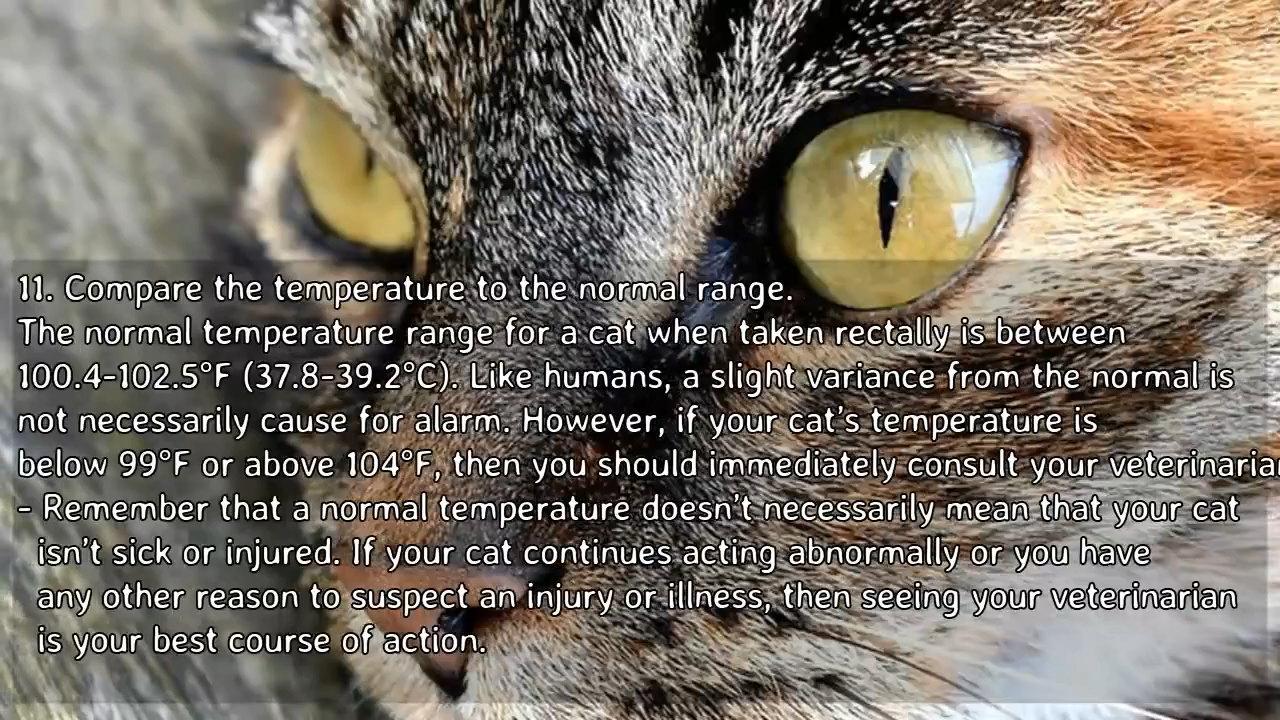 11. Compare the temperature to the normal range.
The normal temperature range for a cat when taken rectally is between
100.4-102.5°F (37.8-39.2°C). Like humans, a slight variance from the normal is
not necessarily cause for alarm. However, if your cat's temperature is
below 99°F or above 104°F, then you should immediately consult your veterinarian
- Remember that a normal temperature doesn't necessarily mean that your cat
isn't sick or injured. If your cat continues acting abnormally or you have
any other reason to suspect an injury or illness, then seeing your veterinarian
is your best course of action.